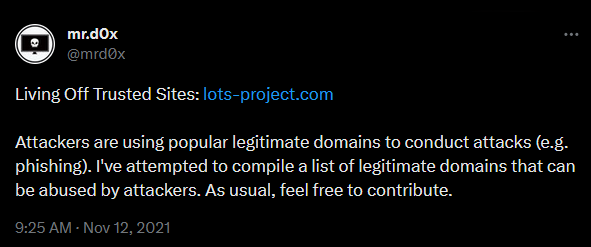 mr.d0x
@mrd0x
Living Off Trusted Sites: lots-project.com
Attackers are using popular legitimate domains to conduct attacks (e.g.
phishing). I've attempted to compile a list of legitimate domains that can
be abused by attackers. As usual, feel free to contribute.
9:25 AM · Nov 12, 2021